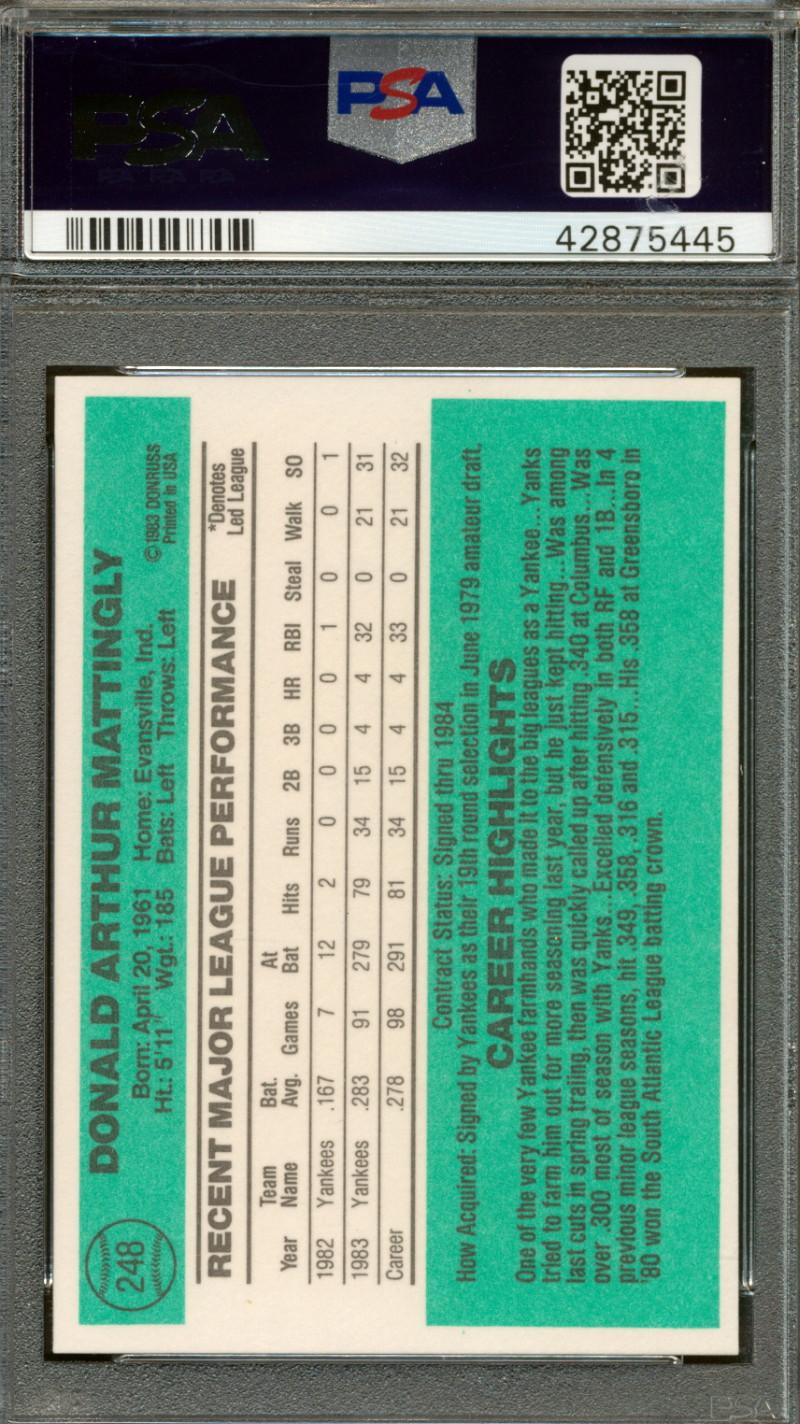 PSA
PSA
PSA PSA PSA
42875445
248
DONALD ARTHUR MATTINGLY
Born: April 20, 1961 Home: Evansville, Ind.
Ht.: 5'11" Wgt.: 185 Bats: Left Throws: Left
©1983 DONRUSS
Printed in USA
RECENT MAJOR LEAGUE PERFORMANCE
*Denotes
Led League
Year Team Name Bat. Avg. Games At Bat Hits Runs 2B 3B HR RBI Steal Walk SO
1982 Yankees .167 7 12 2 0 0 0 0 1 0 0 1
1983 Yankees .283 91 279 79 34 15 4 4 32 0 21 31
Career .278 98 291 81 34 15 4 4 33 0 21 32
Contract Status: Signed thru 1984
How Acquired: Signed by Yankees as their 19th round selection in June 1979 amateur draft.
CAREER HIGHLIGHTS
One of the very few Yankee farmhands who made it to the big leagues as a Yankee...Yanks
tried to farm him out for more seasoning last year, but he just kept hitting...Was among
last cuts in spring traiing, then was quickly called up after hitting .340 at Columbus...Was
over .300 most of season with Yanks...Excelled defensively in both RF and 1B...In 4
previous minor league seasons, hit .349, .358, .316 and .315...His .358 at Greensboro in
'80 won the South Atlantic League batting crown.
PSA